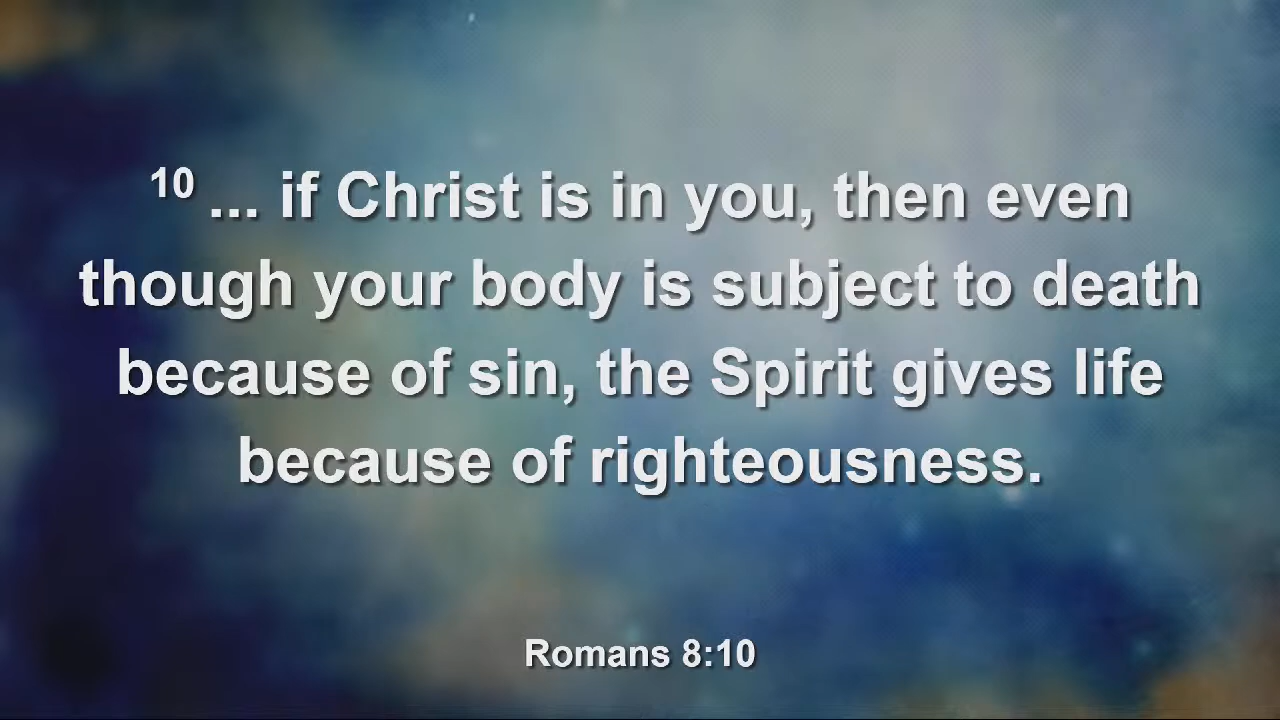 10 ... if Christ is in you, then even
though your body is subject to death
because of sin, the Spirit gives life
because of righteousness.
Romans 8:10